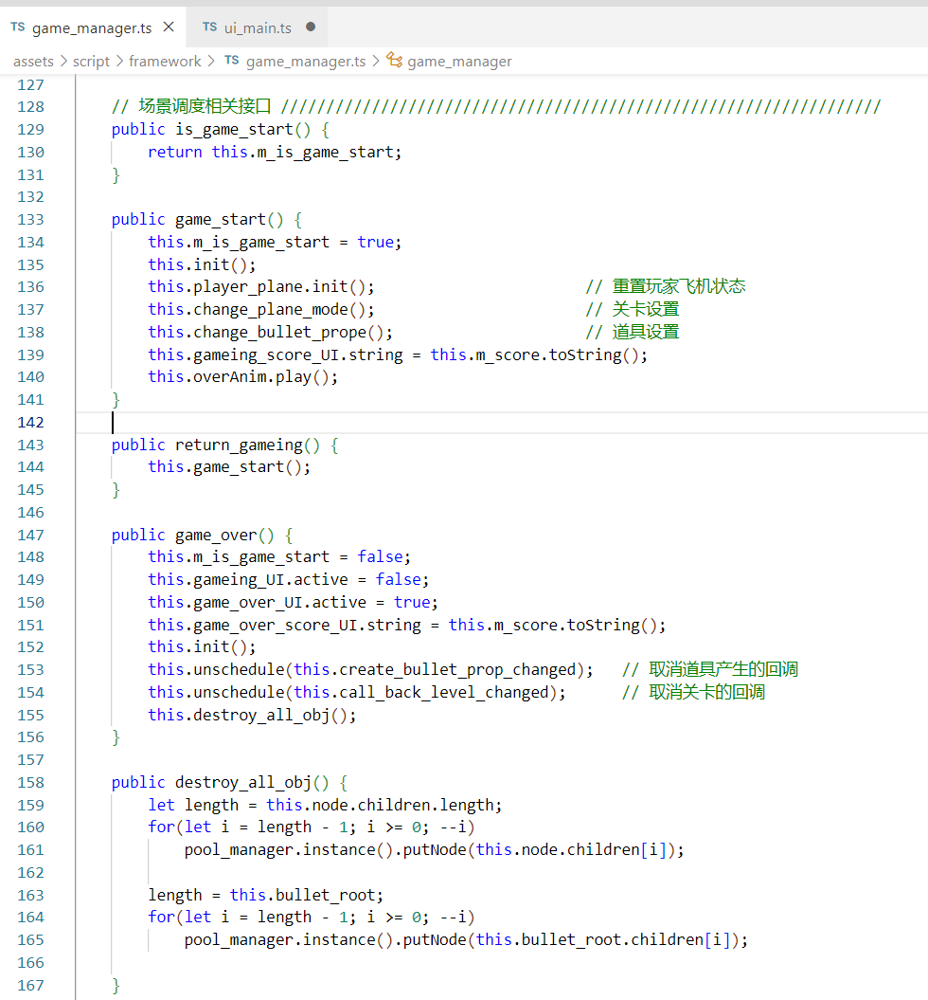 TS game_manager.ts × TS ui_main.ts ●
assets > script > framework > TS game_manager.ts > game_manager
127
128 // 场景调度相关接口 //////////////////////////////////////////////////////////////////
129 public is_game_start() {
130 return this.m_is_game_start;
131 }
132
133 public game_start() {
134 this.m_is_game_start = true;
135 this.init();
136 this.player_plane.init(); // 重置玩家飞机状态
137 this.change_plane_mode(); // 关卡设置
138 this.change_bullet_prope(); // 道具设置
139 this.gameing_score_UI.string = this.m_score.toString();
140 this.overAnim.play();
141 }
142
143 public return_gameing() {
144 this.game_start();
145 }
146
147 public game_over() {
148 this.m_is_game_start = false;
149 this.gameing_UI.active = false;
150 this.game_over_UI.active = true;
151 this.game_over_score_UI.string = this.m_score.toString();
152 this.init();
153 this.unschedule(this.create_bullet_prop_changed); // 取消道具产生的回调
154 this.unschedule(this.call_back_level_changed); // 取消关卡的回调
155 this.destroy_all_obj();
156 }
157
158 public destroy_all_obj() {
159 let length = this.node.children.length;
160 for(let i = length - 1; i >= 0; --i)
161 pool_manager.instance().putNode(this.node.children[i]);
162
163 length = this.bullet_root;
164 for(let i = length - 1; i >= 0; --i)
165 pool_manager.instance().putNode(this.bullet_root.children[i]);
166
167 }